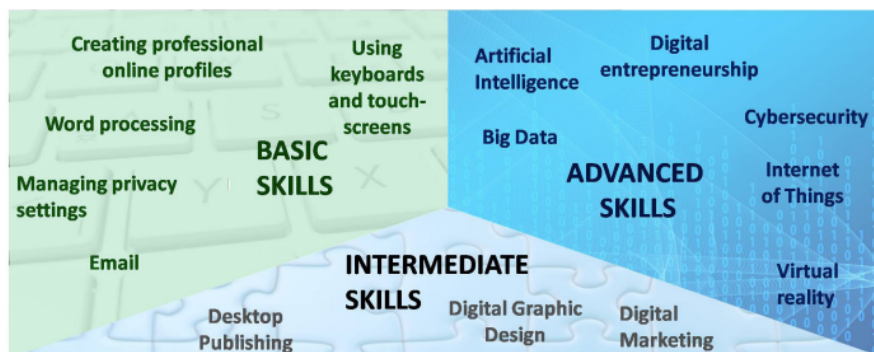 Creating professional
online profiles
Using
keyboards
and touch-
screens
Word processing
BASIC
SKILLS
Managing privacy
settings
Email
Artificial
Intelligence
Digital
entrepreneurship
Big Data
Cybersecurity
ADVANCED
SKILLS
Internet
of Things
Virtual
reality
INTERMEDIATE
SKILLS
Desktop
Publishing
Digital Graphic
Design
Digital
Marketing